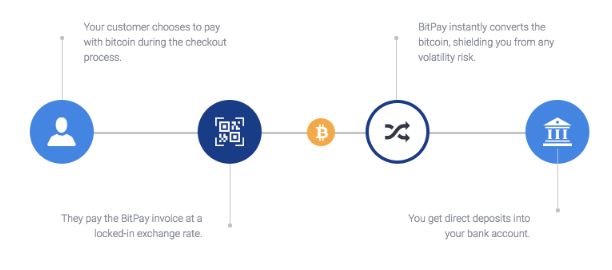 Your customer chooses to pay
with bitcoin during the checkout
process.
BitPay instantly converts the
bitcoin, shielding you from any
volatility risk.
They pay the BitPay invoice at a
locked-in exchange rate.
You get direct deposits into
your bank account.